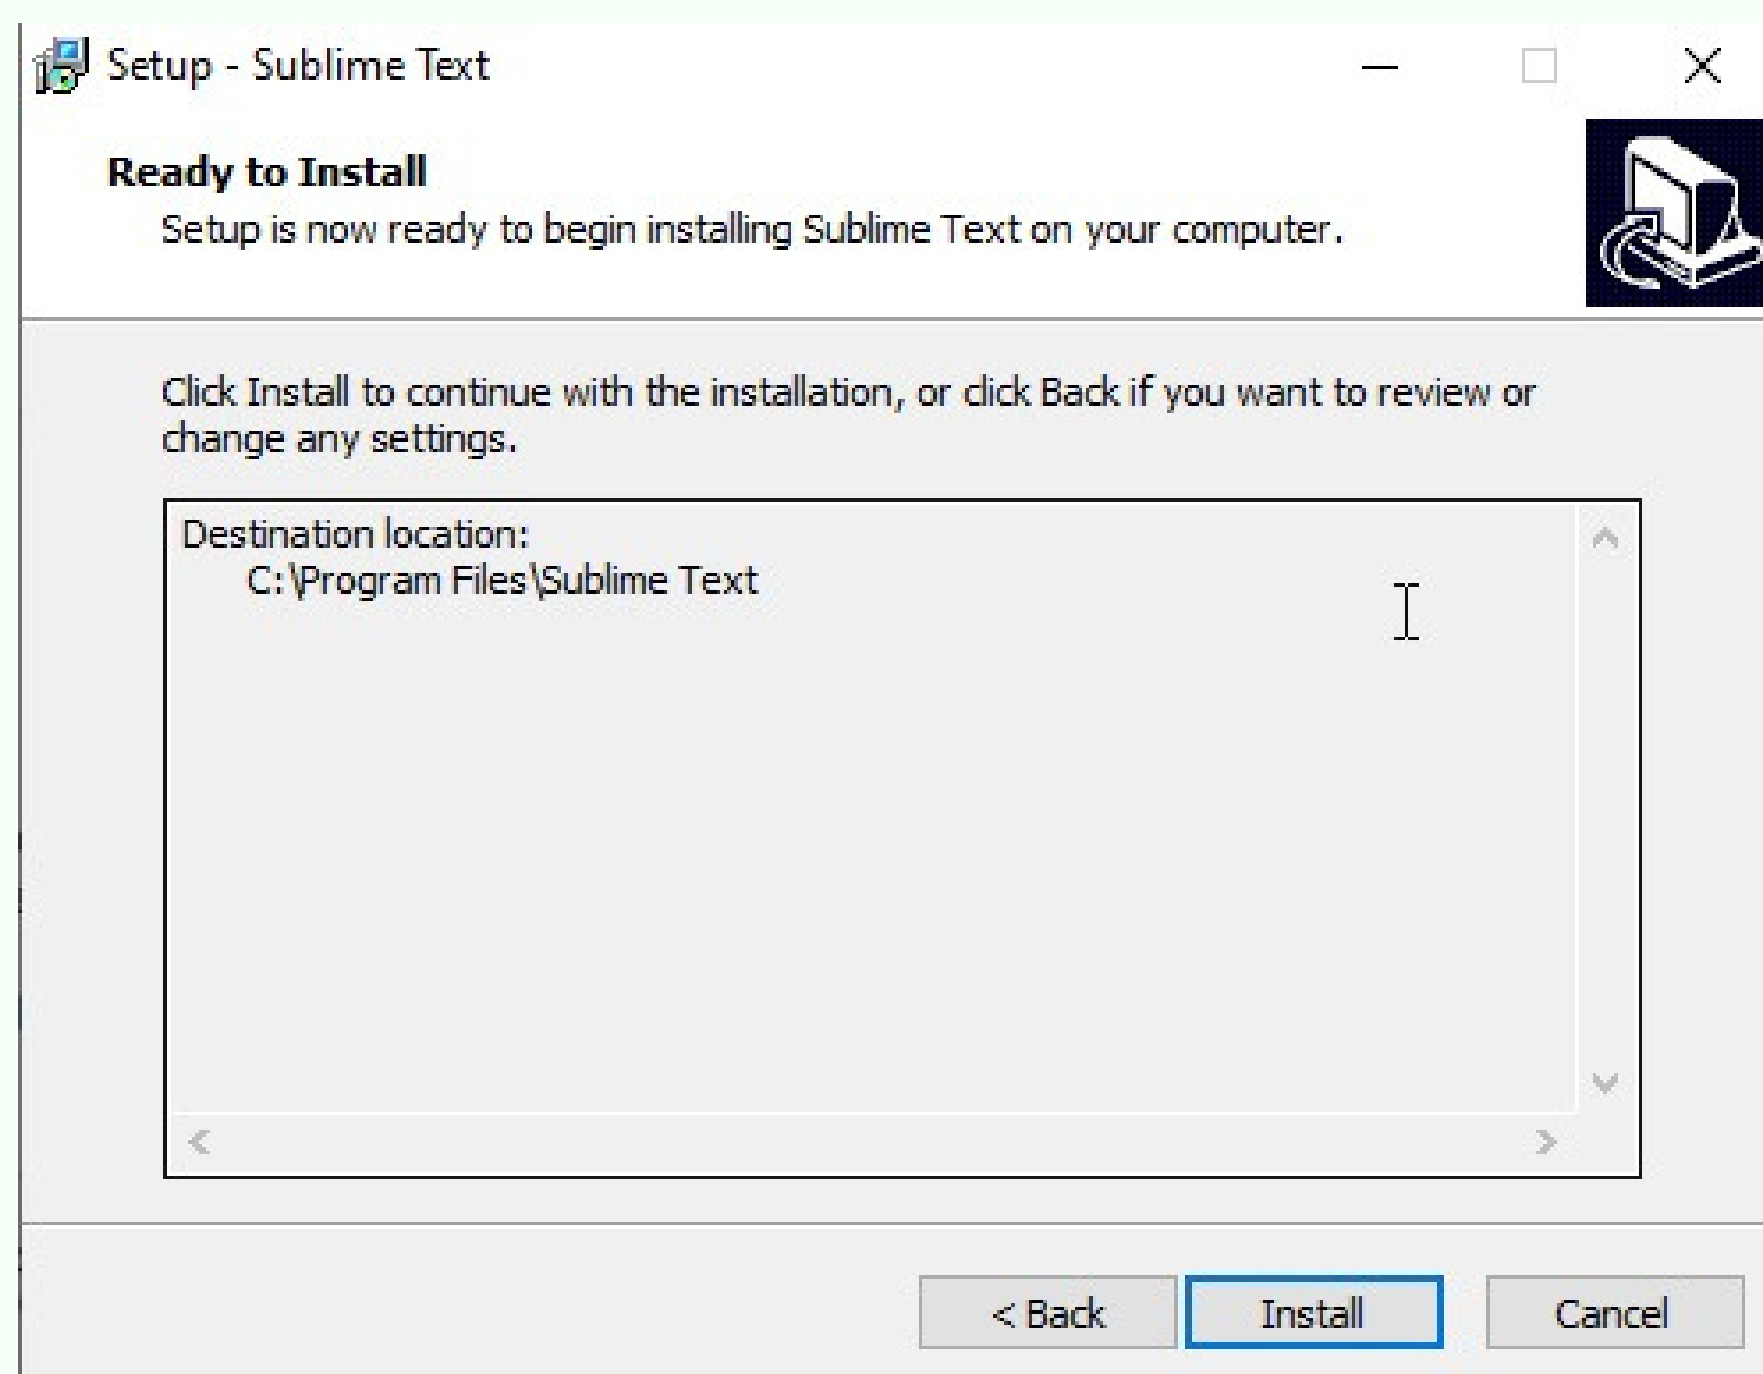 Setup - Sublime Text
Ready to Install
Setup is now ready to begin installing Sublime Text on your computer.
Click Install to continue with the installation, or click Back if you want to review or
change any settings.
Destination location:
C:\Program Files\Sublime Text
< Back
Install
Cancel